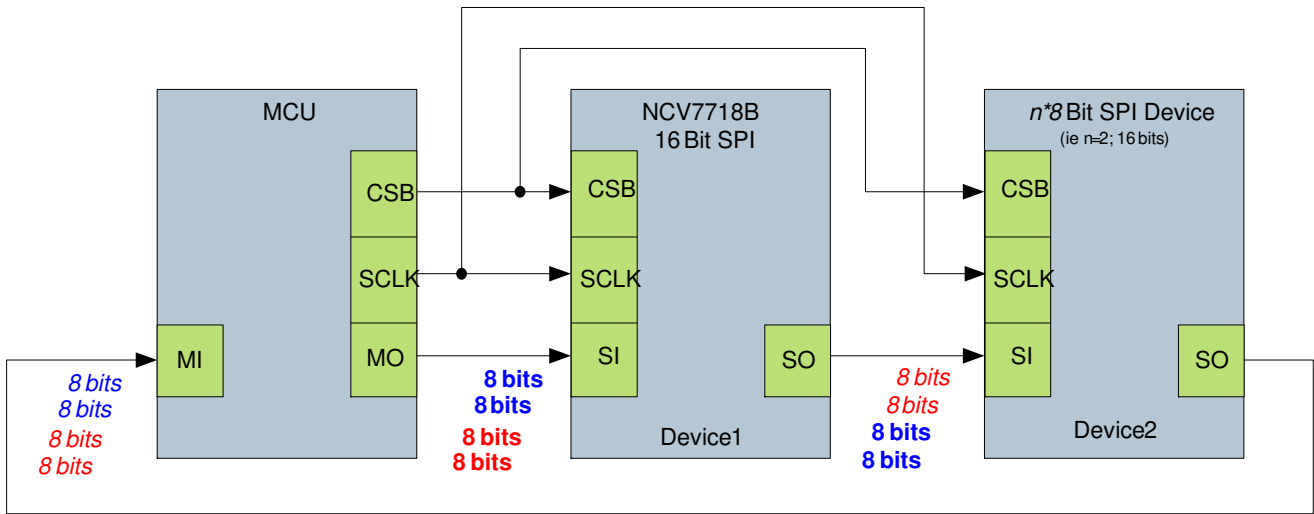 MCU
CSB
SCLK
MO
MI
8 bits
8 bits
8 bits
8 bits
8 bits
8 bits
8 bits
8 bits
NCV7718B
16 Bit SPI
CSB
SCLK
SI
SO
Device1
8 bits
8 bits
8 bits
8 bits
n*8 Bit SPI Device
(ie n=2; 16 bits)
CSB
SCLK
SI
SO
Device2